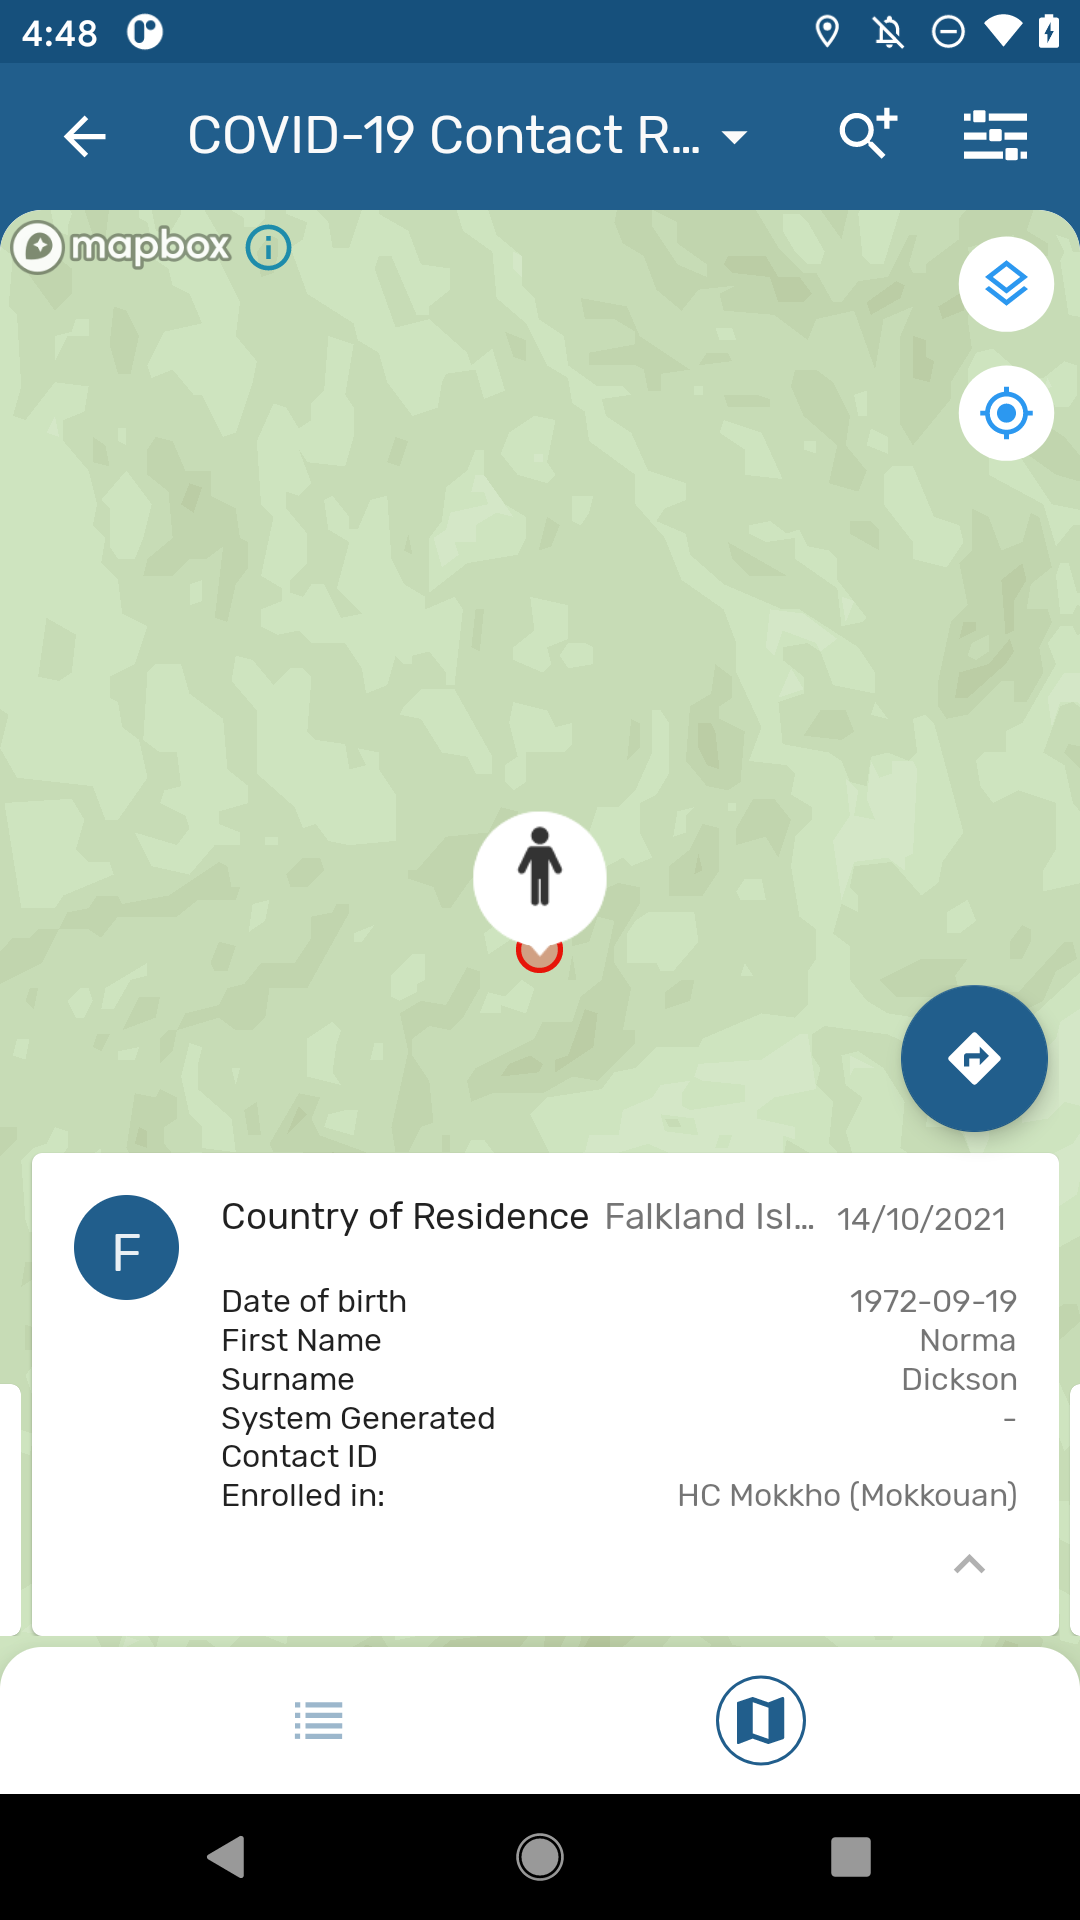 4:48
COVID-19 Contact R...
mapbox
F
Country of Residence Falkland Isl... 14/10/2021
Date of birth 1972-09-19
First Name Norma
Surname Dickson
System Generated -
Contact ID
Enrolled in: HC Mokkho (Mokkouan)